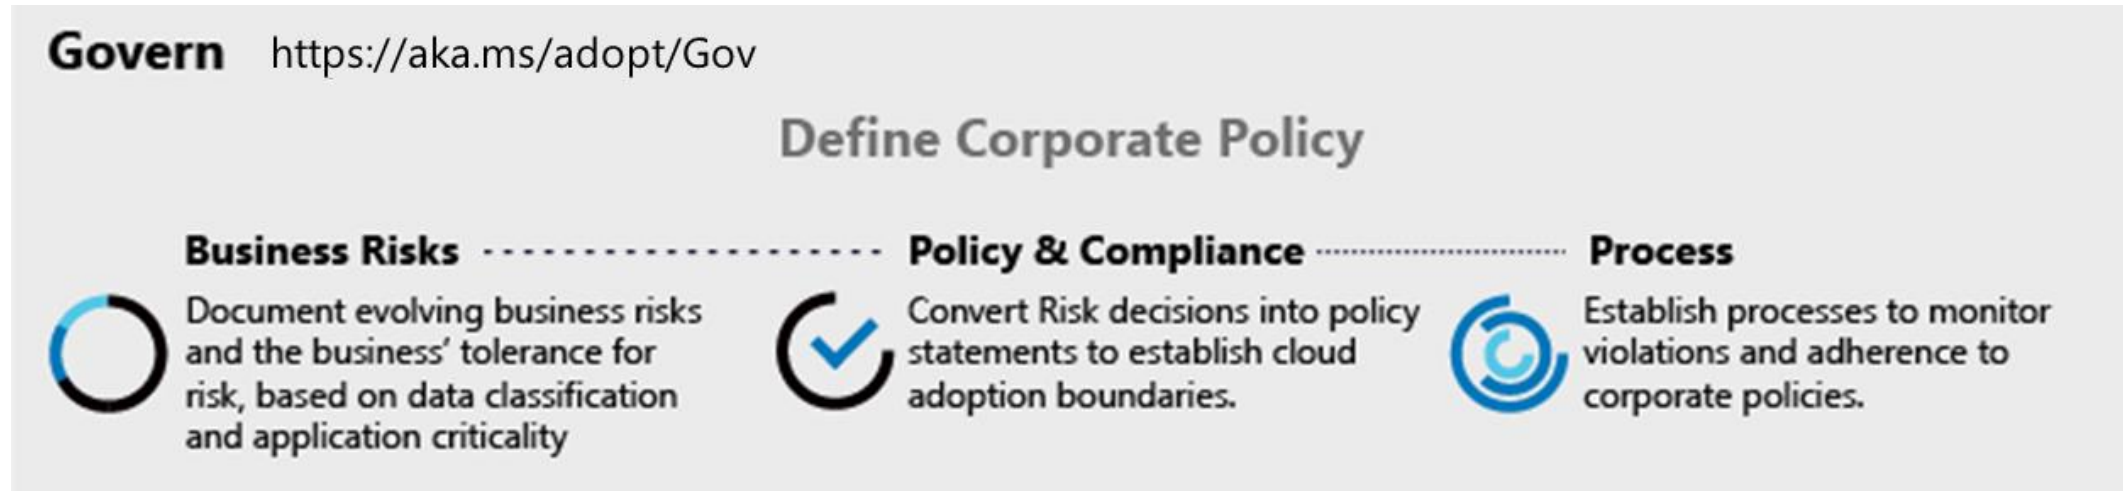 Govern https://aka.ms/adopt/Gov
Define Corporate Policy
Business Risks
Document evolving business risks
and the business’ tolerance for
risk, based on data classification
and application criticality
Policy & Compliance
Convert Risk decisions into policy
statements to establish cloud
adoption boundaries.
Process
Establish processes to monitor
violations and adherence to
corporate policies.